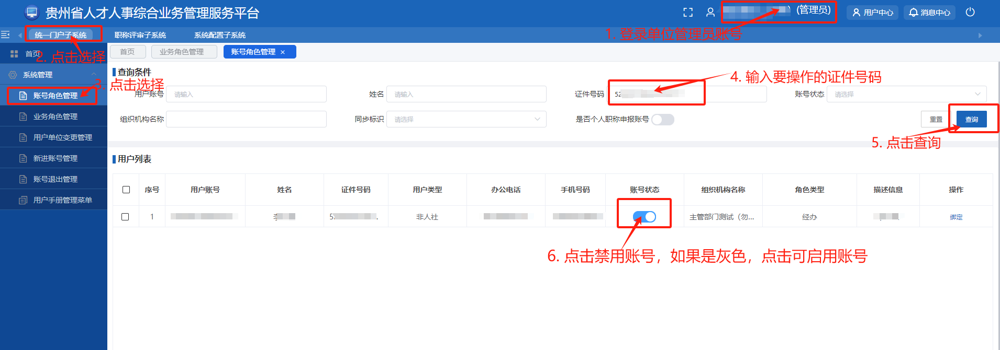 贵州省人才人事综合业务管理服务平台
(管理员)
用户中心
消息中心
统一门户子系统
职称评审子系统
系统配置子系统
1. 登录单位管理员账号
首页
2. 点击选择
首页
业务角色管理
账号角色管理 ×
系统管理
查询条件
3. 点击选择
4. 输入要操作的证件号码
账号角色管理
用户账号 请输入
姓名 请输入
证件号码 52
账号状态 请选择
业务角色管理
组织机构名称
同步标识 请选择
是否个人职称申报账号
重置
查询
用户单位变更管理
5. 点击查询
新进账号管理
用户列表
账号退出管理
用户手册管理菜单
序号 用户账号 姓名 证件号码 用户类型 办公电话 手机号码 账号状态 组织机构名称 角色类型 描述信息 操作
1 李 5 非人社 主管部门测试（勿... 经办 绑定
6. 点击禁用账号，如果是灰色，点击可启用账号